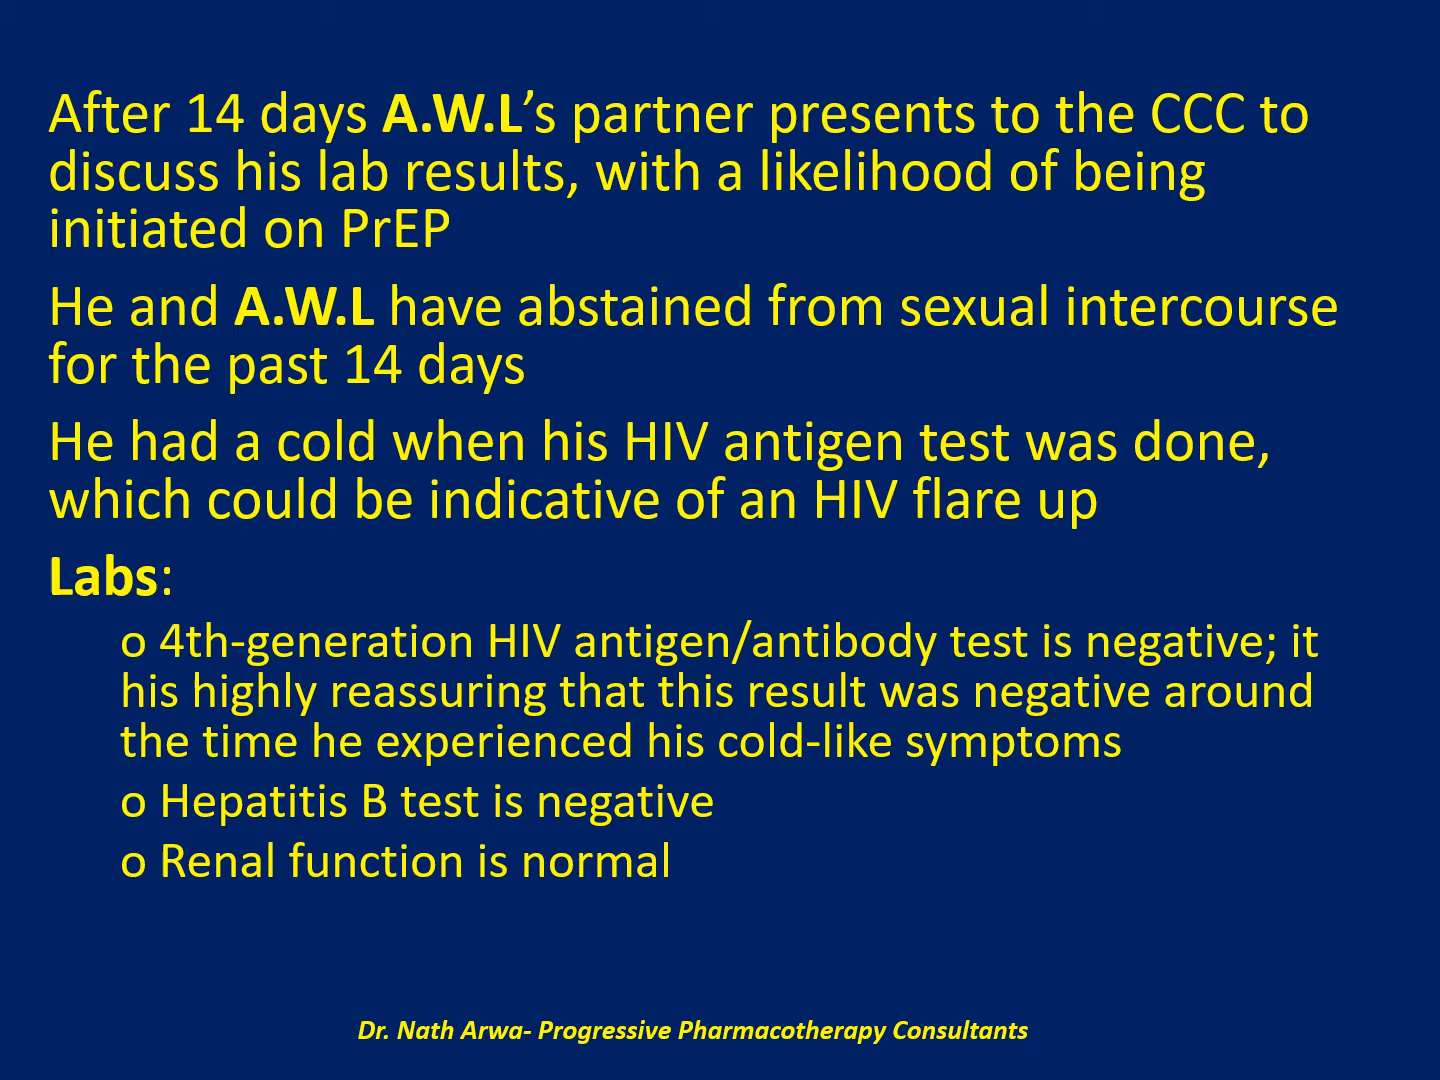 After 14 days A.W.L’s partner presents to the CCC to
discuss his lab results, with a likelihood of being
initiated on PrEP
He and A.W.L have abstained from sexual intercourse
for the past 14 days
He had a cold when his HIV antigen test was done,
which could be indicative of an HIV flare up
Labs:
o 4th-generation HIV antigen/antibody test is negative; it
his highly reassuring that this result was negative around
the time he experienced his cold-like symptoms
o Hepatitis B test is negative
o Renal function is normal
Dr. Nath Arwa- Progressive Pharmacotherapy Consultants